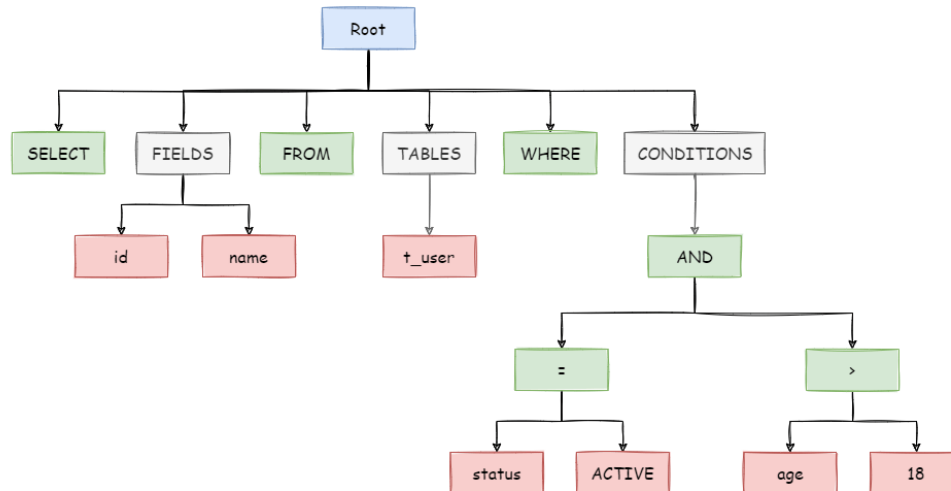 Root
SELECT FIELDS FROM TABLES WHERE CONDITIONS
id name t_user AND
= >
status ACTIVE age 18